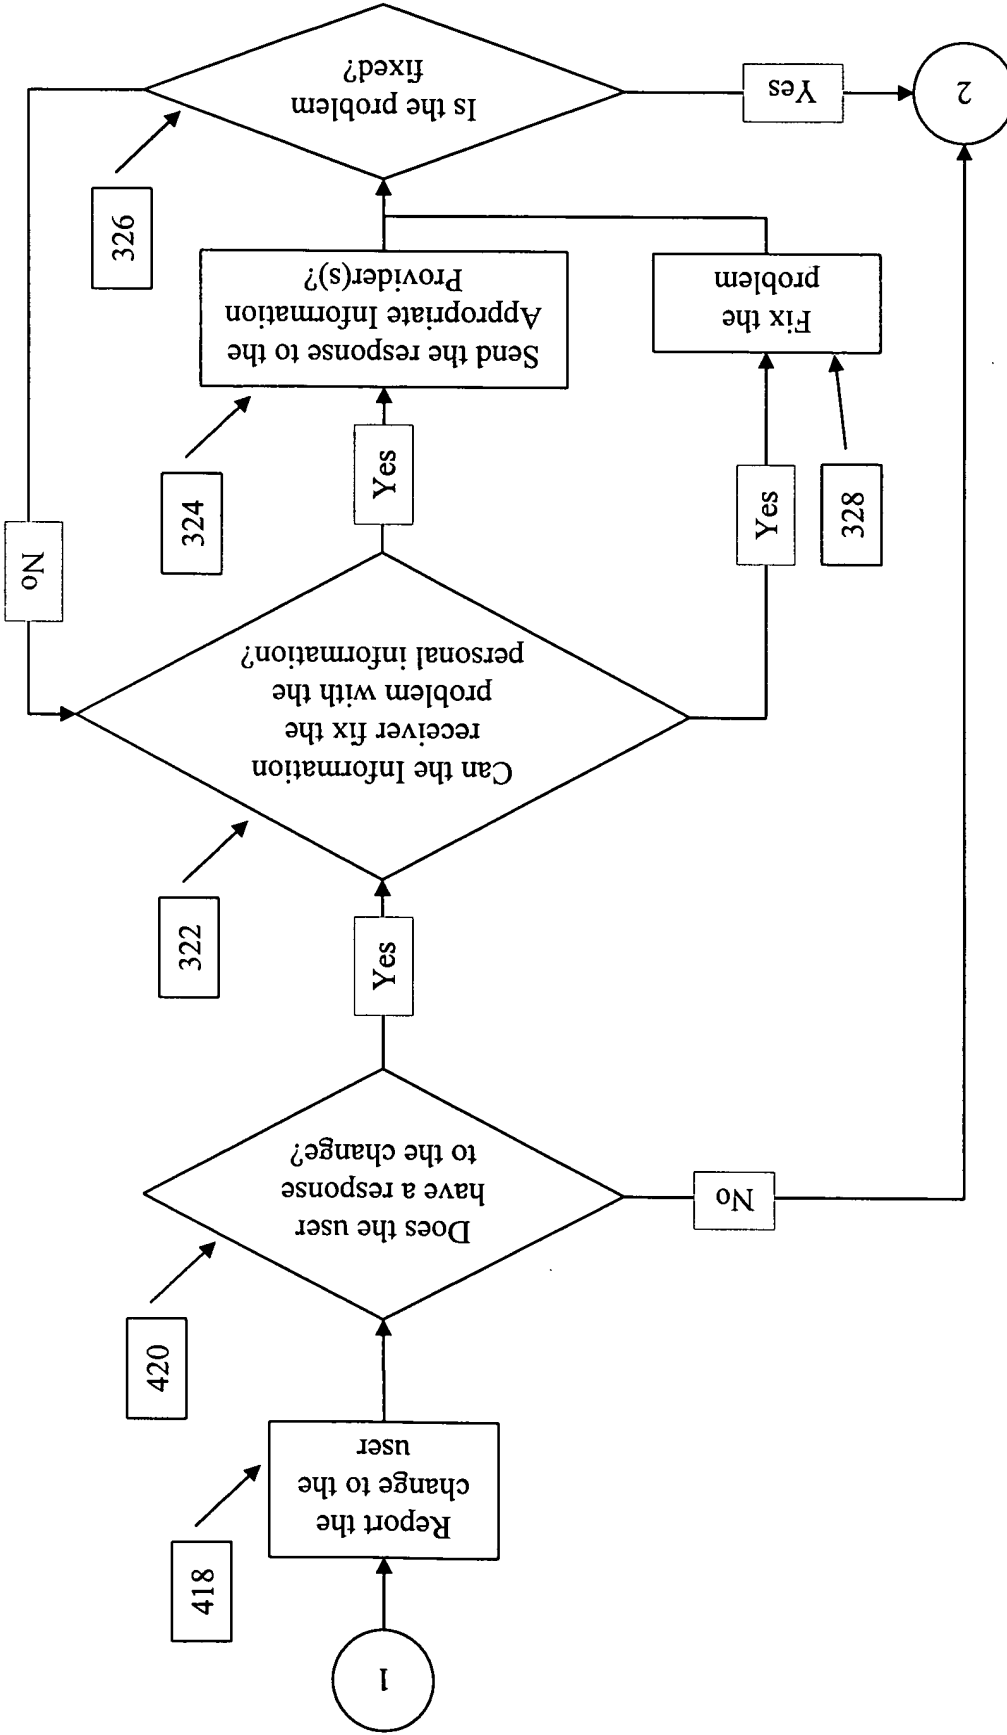 1
418
Report the
change to the
user
420
Does the user
have a response
to the change?
No
Yes
322
Can the Information
receiver fix the
problem with the
personal information?
Yes
Yes
324
Send the response to the
Appropriate Information
Provider(s)?
328
Fix the
problem
326
Is the problem
fixed?
No
Yes
2